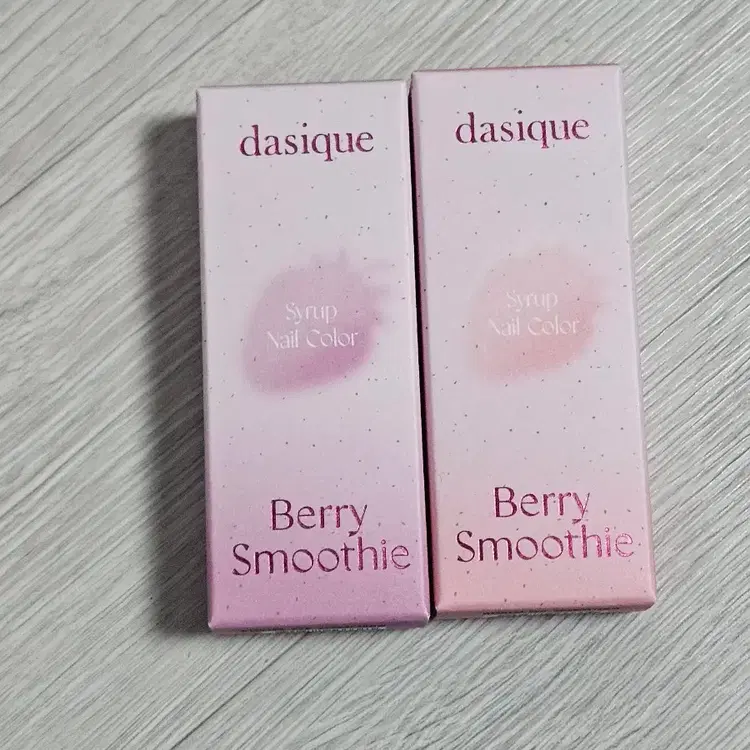 dasique
Syrup
Nail Color
Berry
Smoothie
dasique
Syrup
Nail Color
Berry
Smoothie